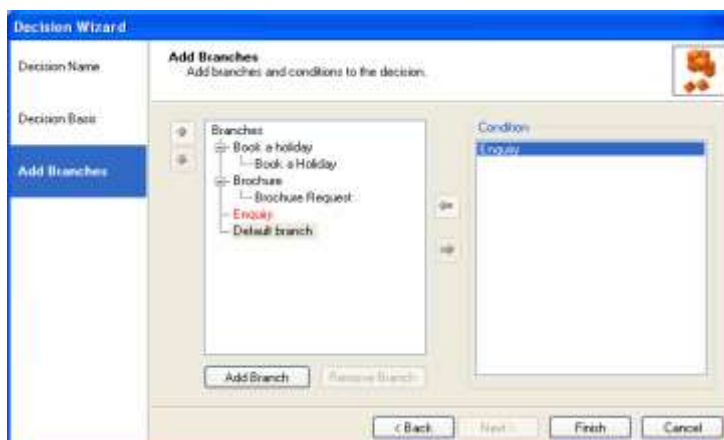 Decision Wizard
Decision Name
Decision Basis
Add Branches
Add Branches
Add branches and conditions to the decision.
Branches
Book a holiday
Book a Holiday
Brochure
Brochure Request
Enquiry
Default branch
Condition
Enquiry
Add Branch
Remove Branch
< Back
Next >
Finish
Cancel